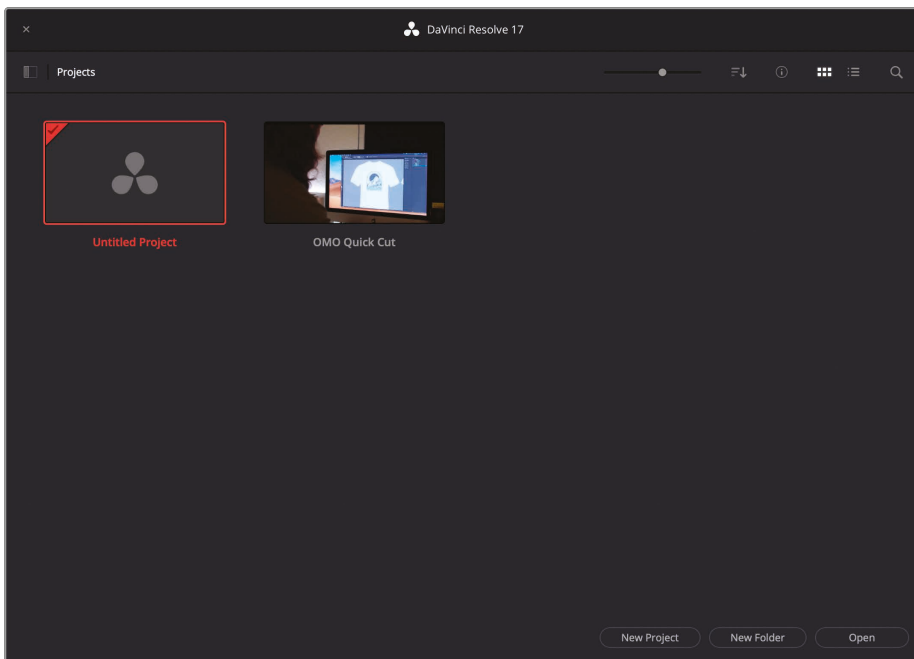 DaVinci Resolve 17
Projects
Untitled Project
OMO Quick Cut
New Project
New Folder
Open